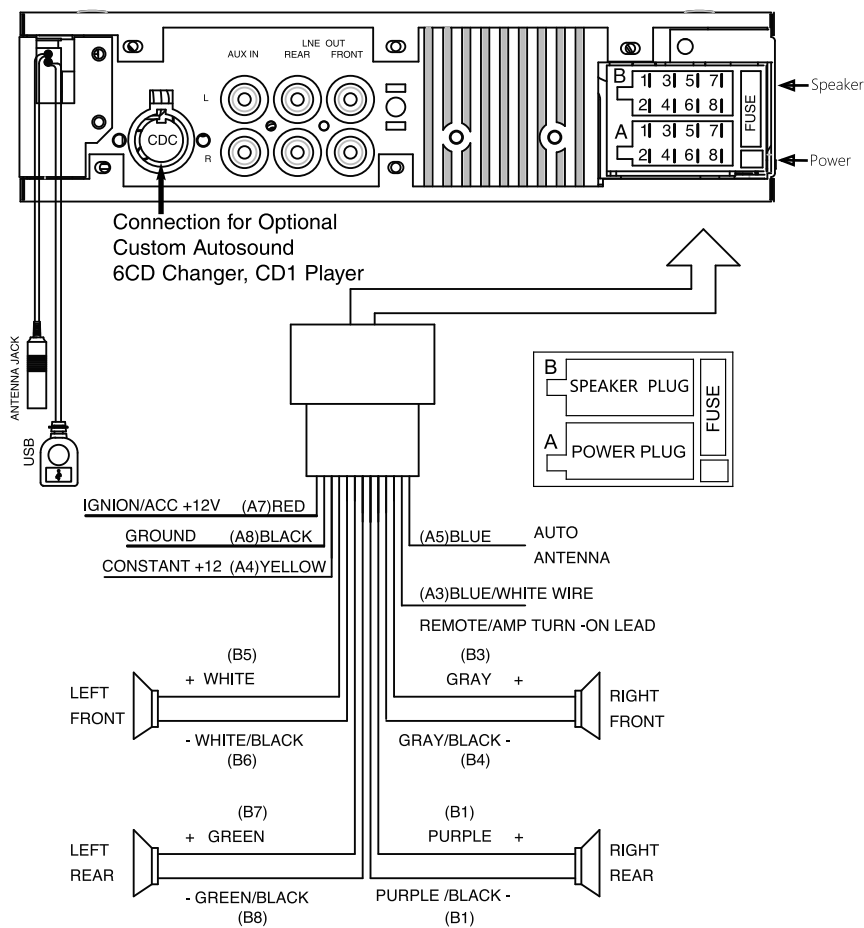 LNE OUT
AUX IN REAR FRONT
L
R
CDC
B 1 3 5 7
2 4 6 8
A 1 3 5 7
2 4 6 8
FUSE
Speaker
Power
Connection for Optional
Custom Autosound
6CD Changer, CD1 Player
ANTENNA JACK
USB
B
SPEAKER PLUG
A
POWER PLUG
FUSE
IGNION/ACC +12V (A7)RED
GROUND (A8)BLACK
CONSTANT +12 (A4)YELLOW
(A5)BLUE AUTO
ANTENNA
(A3)BLUE/WHITE WIRE
REMOTE/AMP TURN -ON LEAD
(B5)
+ WHITE
LEFT
FRONT
- WHITE/BLACK
(B6)
(B3)
GRAY +
RIGHT
FRONT
GRAY/BLACK -
(B4)
(B7)
+ GREEN
LEFT
REAR
- GREEN/BLACK
(B8)
(B1)
PURPLE +
RIGHT
REAR
PURPLE /BLACK -
(B1)